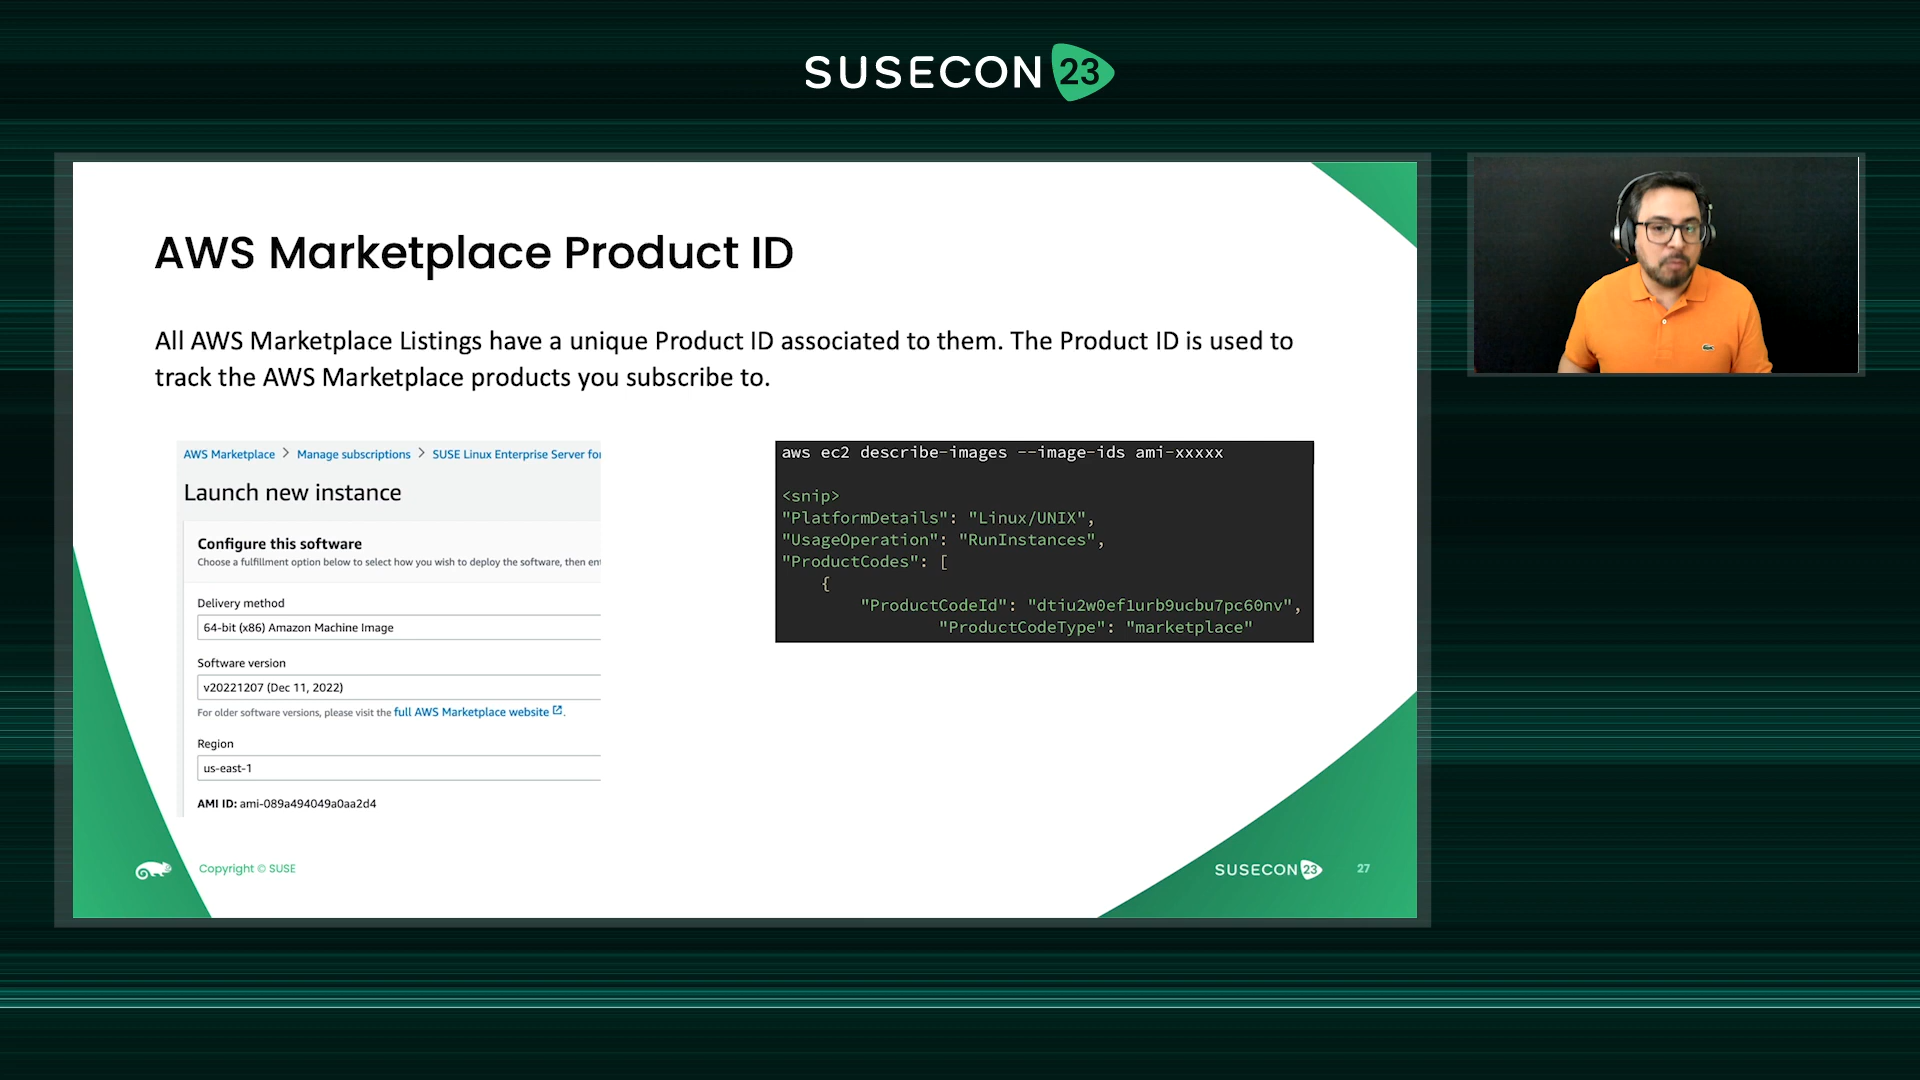 SUSECON 23
AWS Marketplace Product ID
All AWS Marketplace Listings have a unique Product ID associated to them. The Product ID is used to
track the AWS Marketplace products you subscribe to.
AWS Marketplace > Manage subscriptions > SUSE Linux Enterprise Server for
Launch new instance
Configure this software
Choose a fulfillment option below to select how you wish to deploy the software, then en
Delivery method
64-bit (x86) Amazon Machine Image
Software version
v20221207 (Dec 11, 2022)
For older software versions, please visit the full AWS Marketplace website.
Region
us-east-1
AMI ID: ami-089a494049a0aa2d4
aws ec2 describe-images --image-ids ami-xxxxx
<snip>
"PlatformDetails": "Linux/UNIX",
"UsageOperation": "RunInstances",
"ProductCodes": [
{
"ProductCodeId": "dtiu2w0ef1urb9ucbu7pc60nv",
"ProductCodeType": "marketplace"
Copyright © SUSE
SUSECON 23
27